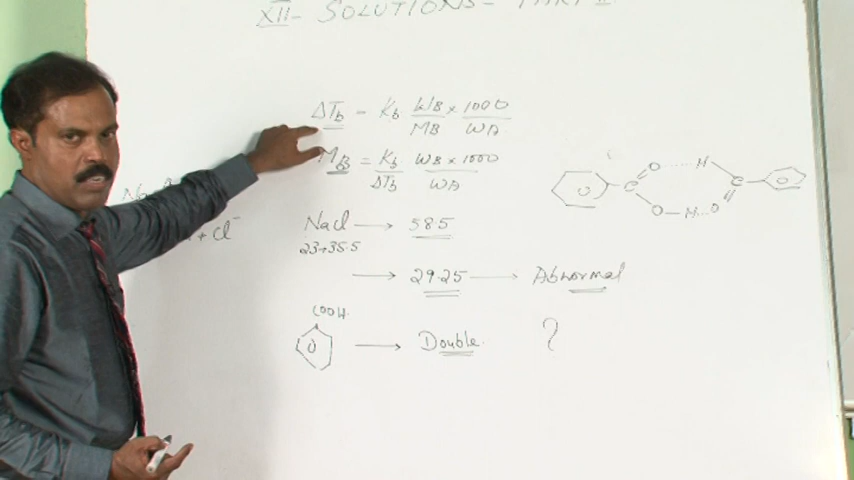 XII - SOLUTIONS - PART II
ΔTb = Kb WB × 1000
MB WA
MB = Kb WB × 1000
ΔTb WA
Na
+ Cl⁻
NaCl → 58.5
23+35.5
→ 29.25 → Abnormal
COOH
→ Double. ?
O H
C C
O - H O